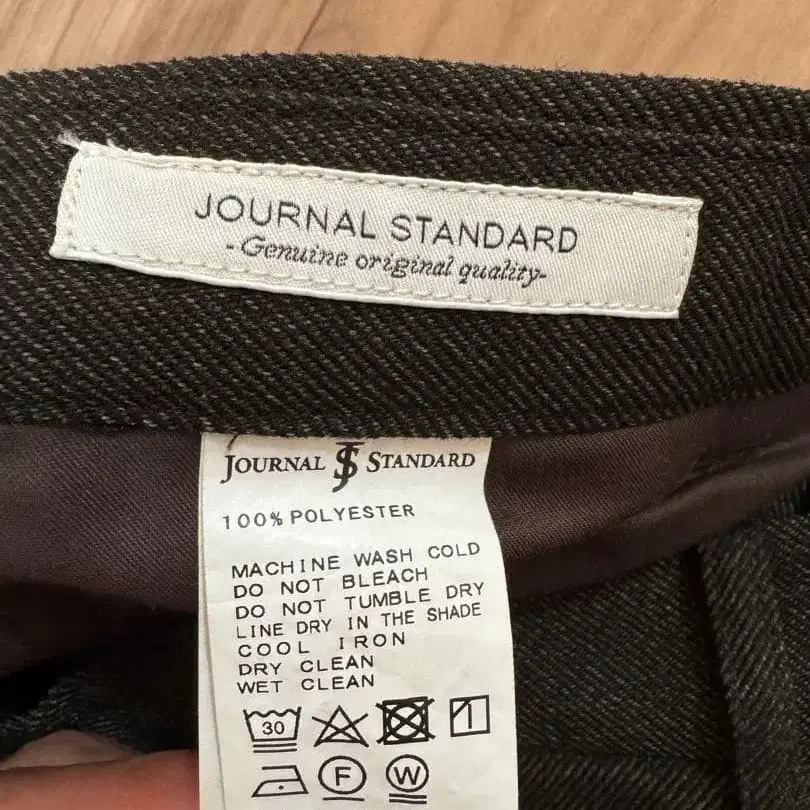 JOURNAL STANDARD
-Genuine original quality-
JOURNAL JS STANDARD
100% POLYESTER
MACHINE WASH COLD
DO NOT BLEACH
DO NOT TUMBLE DRY
LINE DRY IN THE SHADE
COOL IRON
DRY CLEAN
WET CLEAN
30
F W